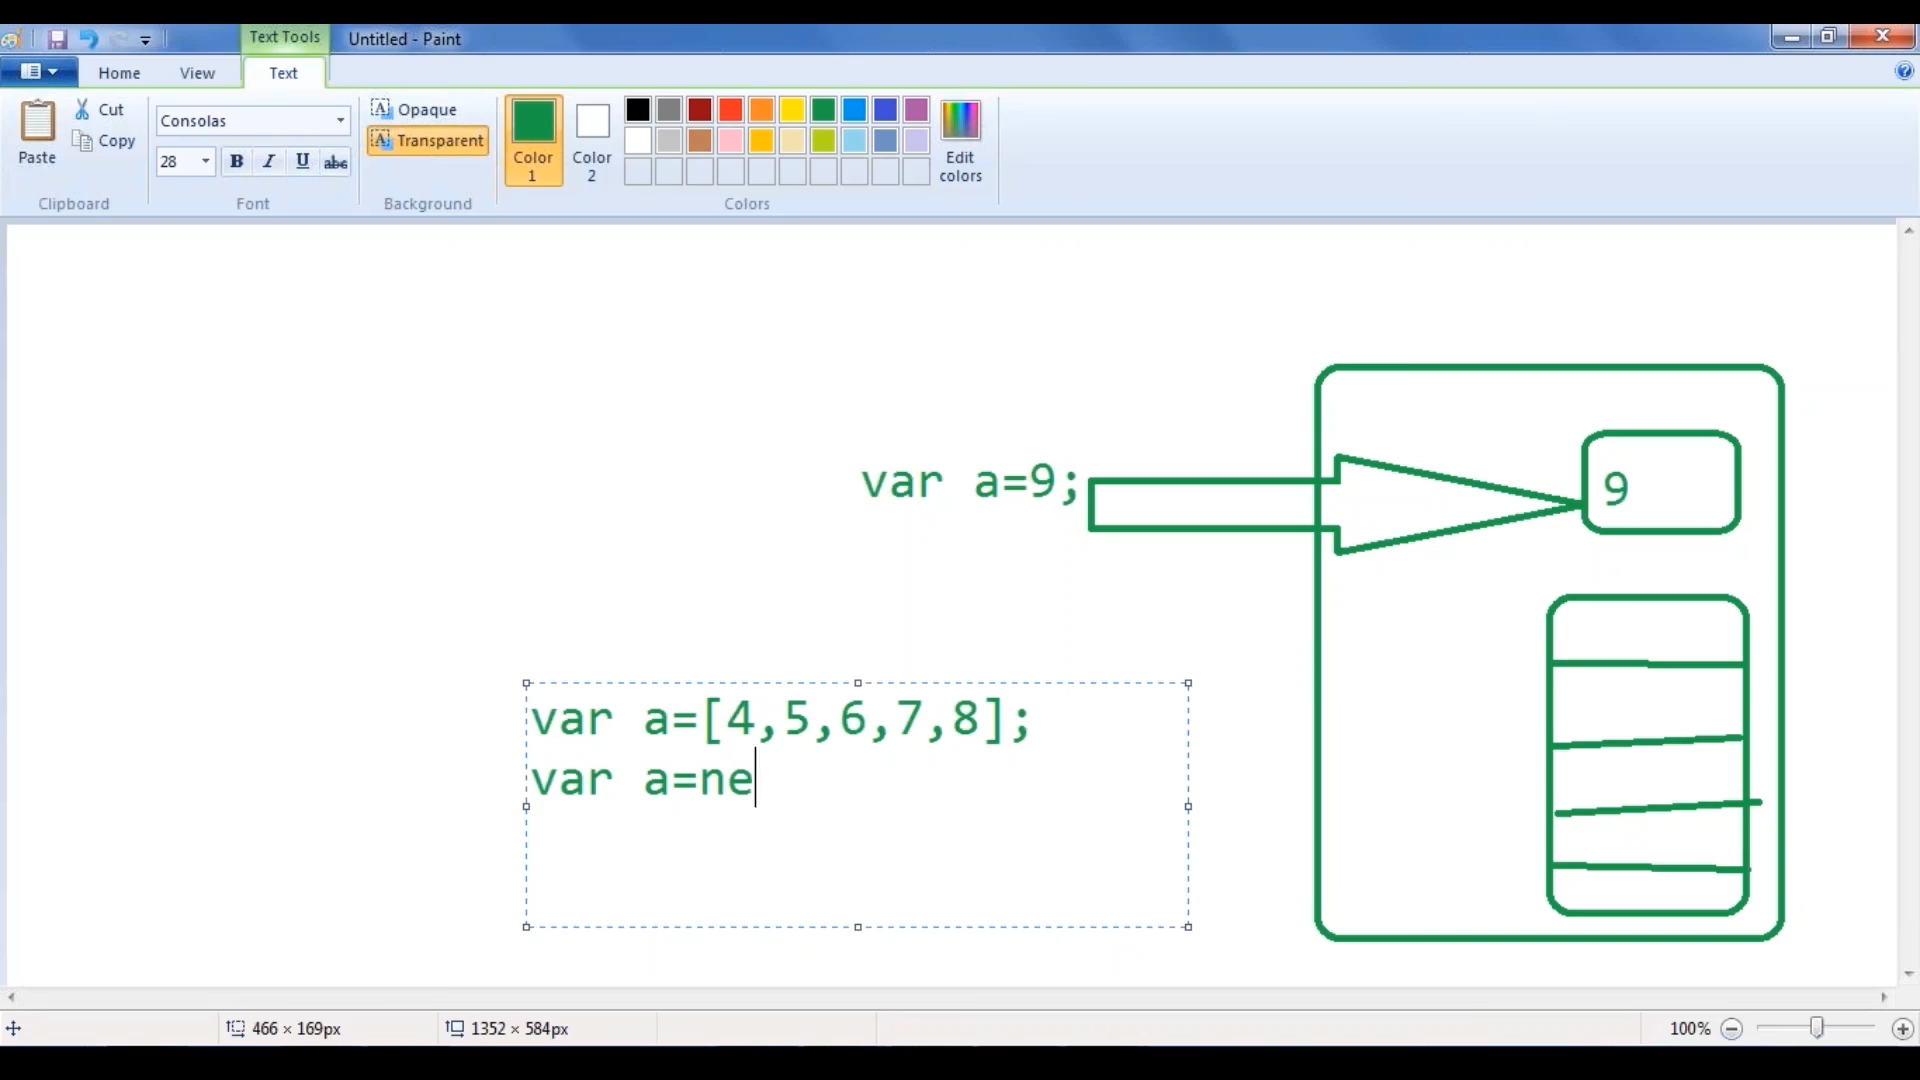 Text Tools
Untitled - Paint
Home
View
Text
Paste
Cut
Copy
Clipboard
Consolas
28
B
I
U
abc
Font
A Opaque
A Transparent
Background
Color
1
Color
2
Edit
colors
Colors
var a=9;
9
var a=[4,5,6,7,8];
var a=ne
466 × 169px
1352 × 584px
100%